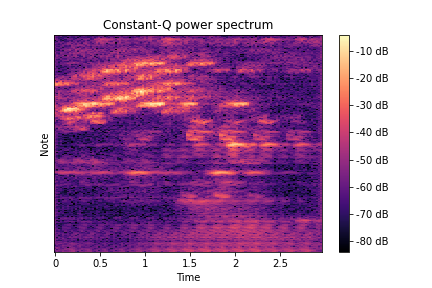 Constant-Q power spectrum
Note
-10 dB
-20 dB
-30 dB
-40 dB
-50 dB
-60 dB
-70 dB
-80 dB
0
0.5
1
1.5
2
2.5
Time